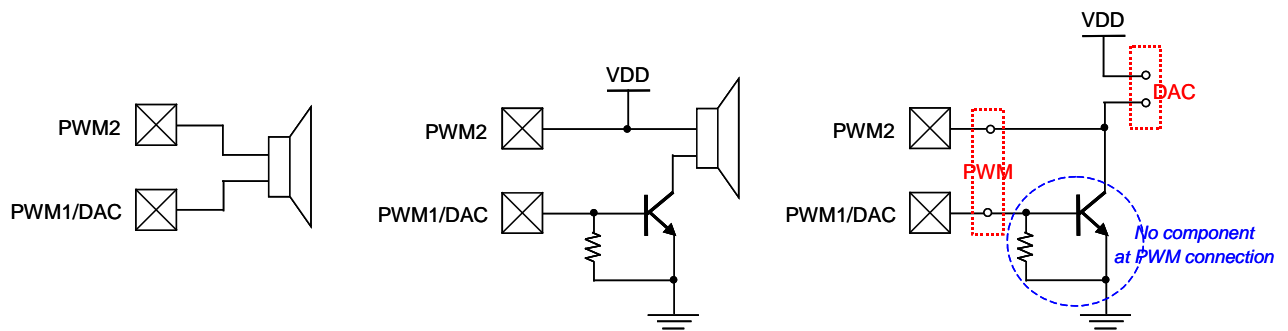 PWM2
PWM1/DAC
VDD
PWM2
PWM1/DAC
VDD
DAC
PWM2
PWM
PWM1/DAC
No component
at PWM connection